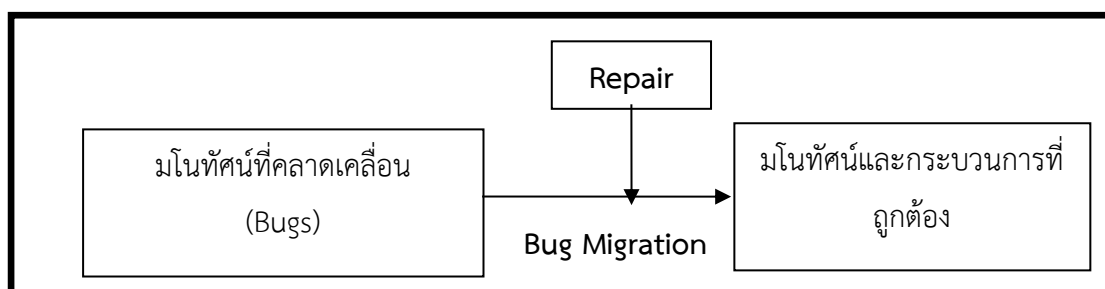 Repair
มโนทัศน์ที่คลาดเคลื่อน
(Bugs)
Bug Migration
มโนทัศน์และกระบวนการที่
ถูกต้อง